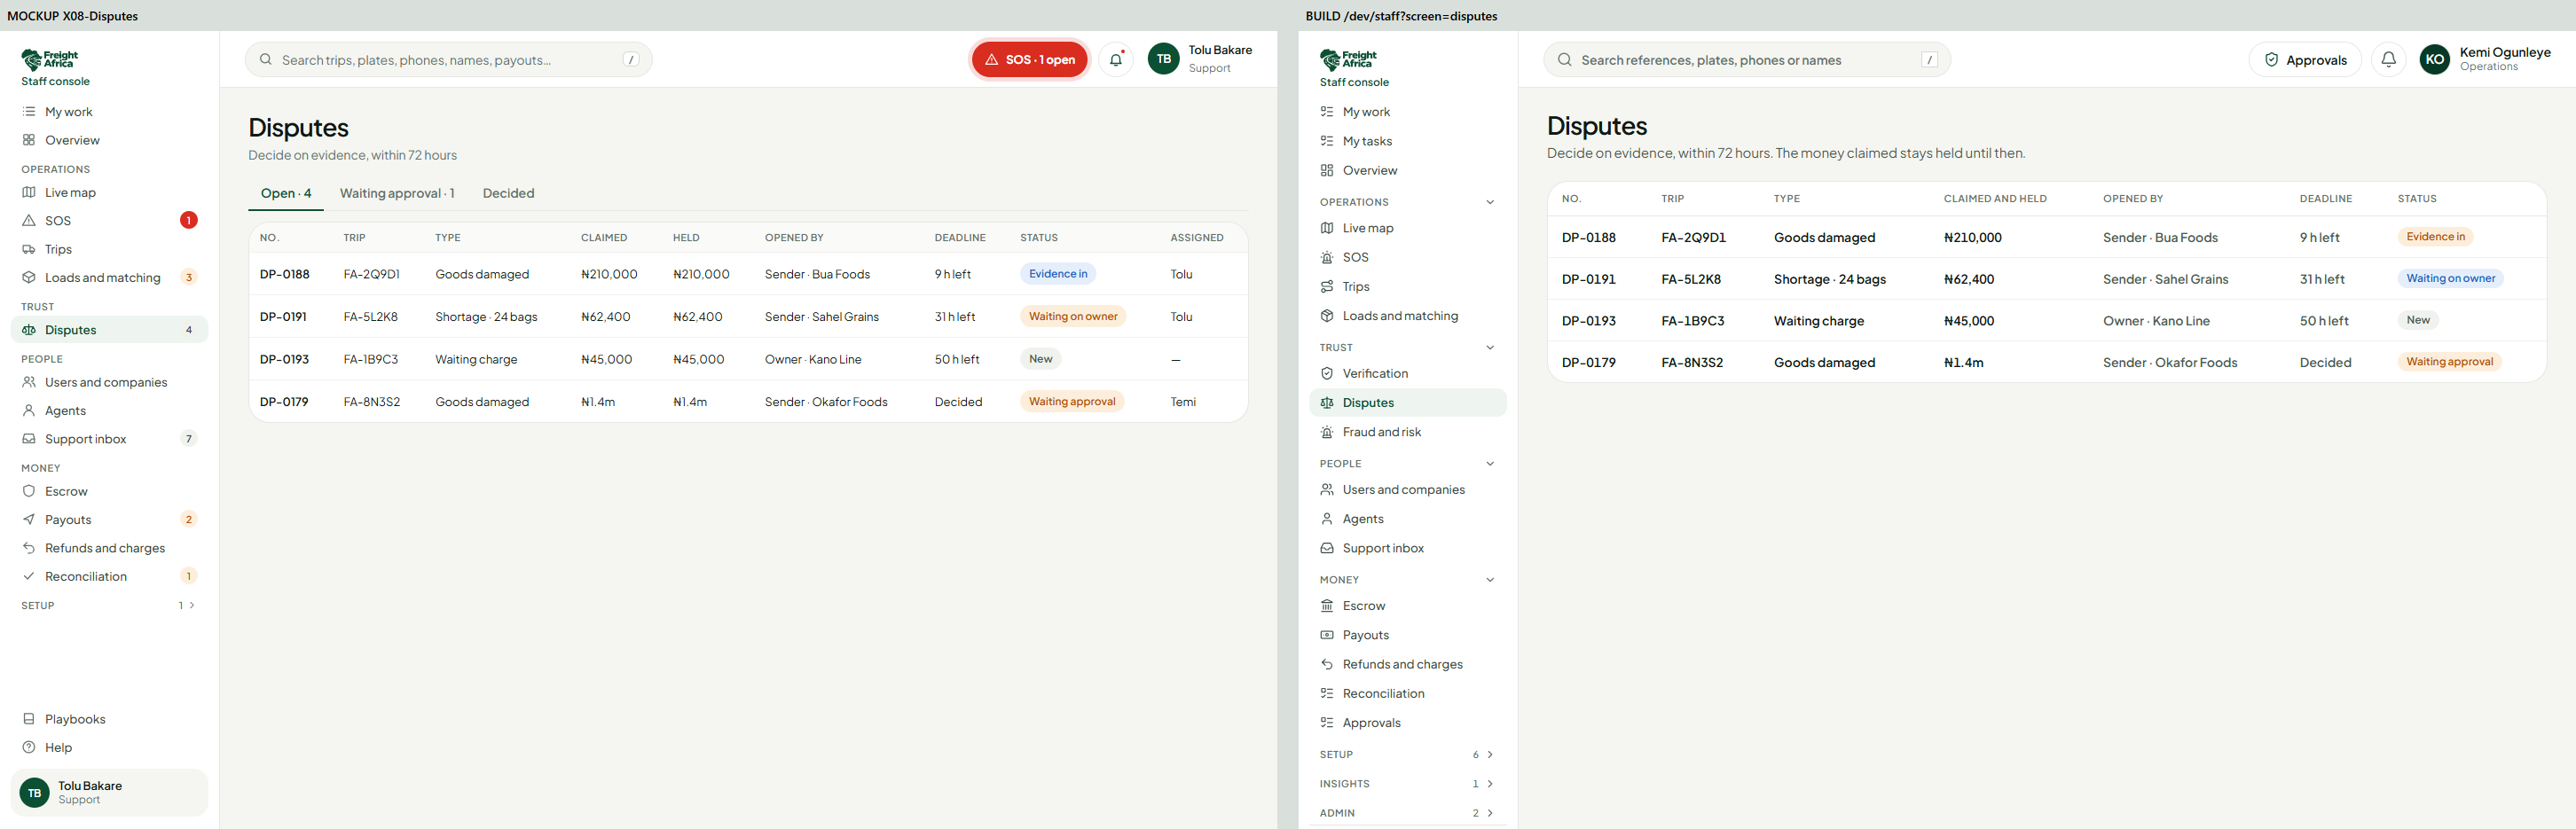 MOCKUP X08-Disputes
Freight Africa
Staff console
My work
Overview
OPERATIONS
Live map
SOS 1
Trips
Loads and matching 3
TRUST
Disputes 4
PEOPLE
Users and companies
Agents
Support inbox 7
MONEY
Escrow
Payouts 2
Refunds and charges
Reconciliation 1
SETUP 1
Playbooks
Help
TB Tolu Bakare
Support
Search trips, plates, phones, names, payouts... /
SOS · 1 open
TB Tolu Bakare
Support
Disputes
Decide on evidence, within 72 hours
Open · 4 Waiting approval · 1 Decided
NO. TRIP TYPE CLAIMED HELD OPENED BY DEADLINE STATUS ASSIGNED
DP-0188 FA-2Q9D1 Goods damaged ₦210,000 ₦210,000 Sender · Bua Foods 9 h left Evidence in Tolu
DP-0191 FA-5L2K8 Shortage · 24 bags ₦62,400 ₦62,400 Sender · Sahel Grains 31 h left Waiting on owner Tolu
DP-0193 FA-1B9C3 Waiting charge ₦45,000 ₦45,000 Owner · Kano Line 50 h left New —
DP-0179 FA-8N3S2 Goods damaged ₦1.4m ₦1.4m Sender · Okafor Foods Decided Waiting approval Temi
BUILD /dev/staff?screen=disputes
Freight Africa
Staff console
My work
My tasks
Overview
OPERATIONS
Live map
SOS
Trips
Loads and matching
TRUST
Verification
Disputes
Fraud and risk
PEOPLE
Users and companies
Agents
Support inbox
MONEY
Escrow
Payouts
Refunds and charges
Reconciliation
Approvals
SETUP 6
INSIGHTS 1
ADMIN 2
Search references, plates, phones or names /
Approvals
KO Kemi Ogunleye
Operations
Disputes
Decide on evidence, within 72 hours. The money claimed stays held until then.
NO. TRIP TYPE CLAIMED AND HELD OPENED BY DEADLINE STATUS
DP-0188 FA-2Q9D1 Goods damaged ₦210,000 Sender · Bua Foods 9 h left Evidence in
DP-0191 FA-5L2K8 Shortage · 24 bags ₦62,400 Sender · Sahel Grains 31 h left Waiting on owner
DP-0193 FA-1B9C3 Waiting charge ₦45,000 Owner · Kano Line 50 h left New
DP-0179 FA-8N3S2 Goods damaged ₦1.4m Sender · Okafor Foods Decided Waiting approval